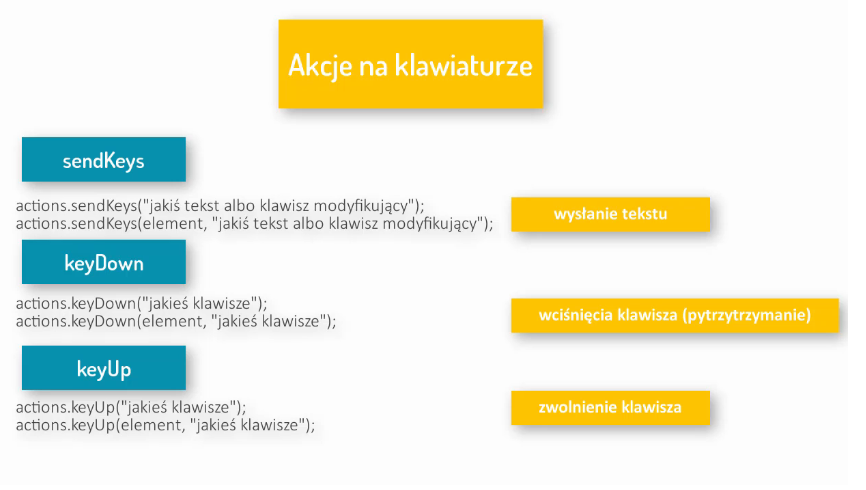 Akcje na klawiaturze
sendKeys
actions.sendKeys("jakiś tekst albo klawisz modyfikujący");
actions.sendKeys(element, "jakiś tekst albo klawisz modyfikujący");
wysłanie tekstu
keyDown
actions.keyDown("jakieś klawisze");
actions.keyDown(element, "jakieś klawisze");
wciśnięcia klawisza (pytrzytrzymanie)
keyUp
actions.keyUp("jakieś klawisze");
actions.keyUp(element, "jakieś klawisze");
zwolnienie klawisza